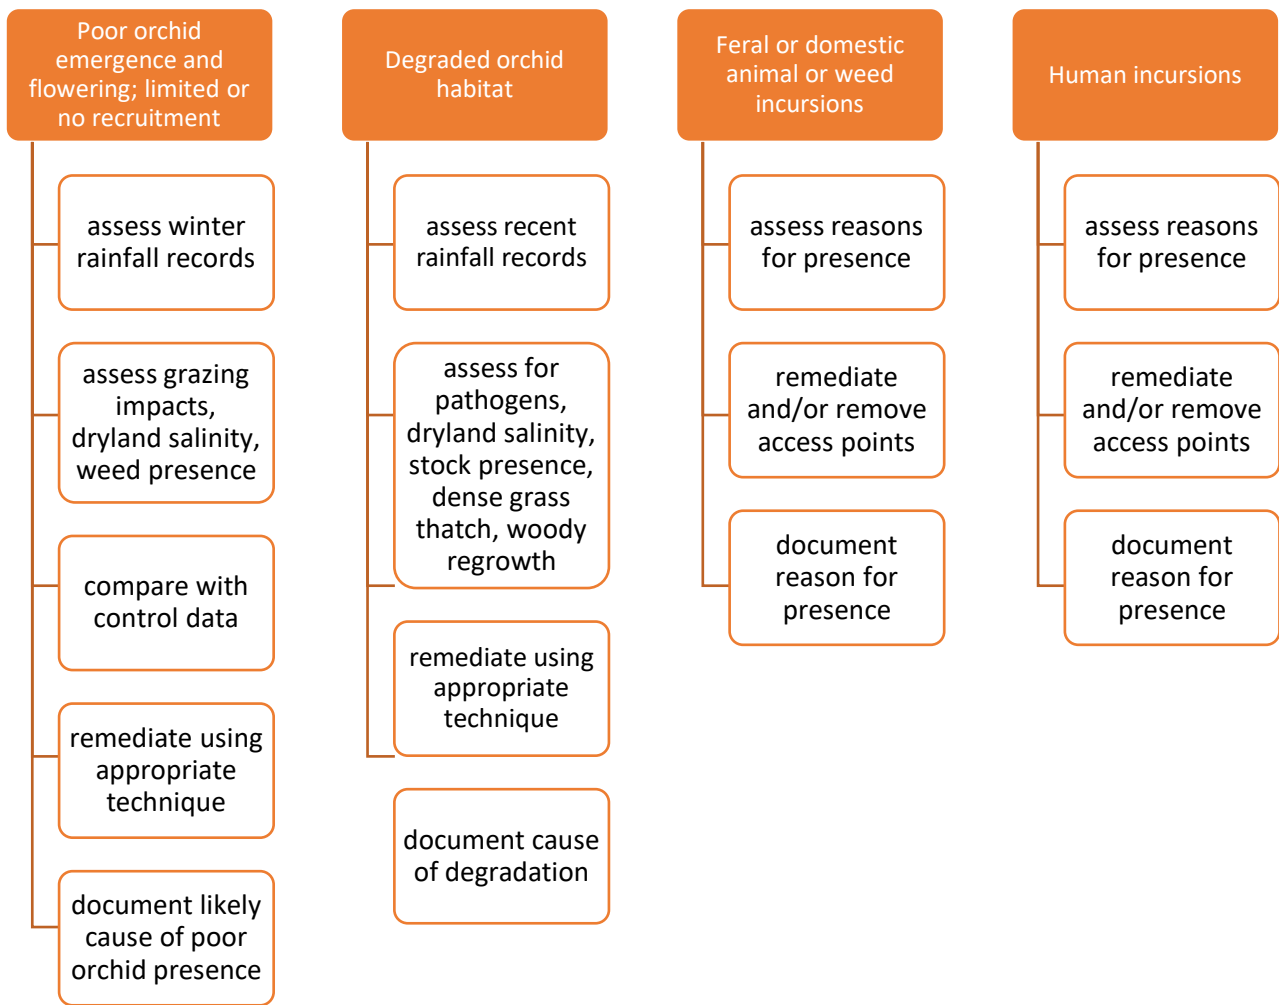 Poor orchid
emergence and
flowering; limited or
no recruitment
assess winter
rainfall records
assess grazing
impacts,
dryland salinity,
weed presence
compare with
control data
remediate using
appropriate
technique
document likely
cause of poor
orchid presence
Degraded orchid
habitat
assess recent
rainfall records
assess for
pathogens,
dryland salinity,
stock presence,
dense grass
thatch, woody
regrowth
remediate using
appropriate
technique
document cause
of degradation
Feral or domestic
animal or weed
incursions
assess reasons
for presence
remediate
and/or remove
access points
document
reason for
presence
Human incursions
assess reasons
for presence
remediate
and/or remove
access points
document
reason for
presence